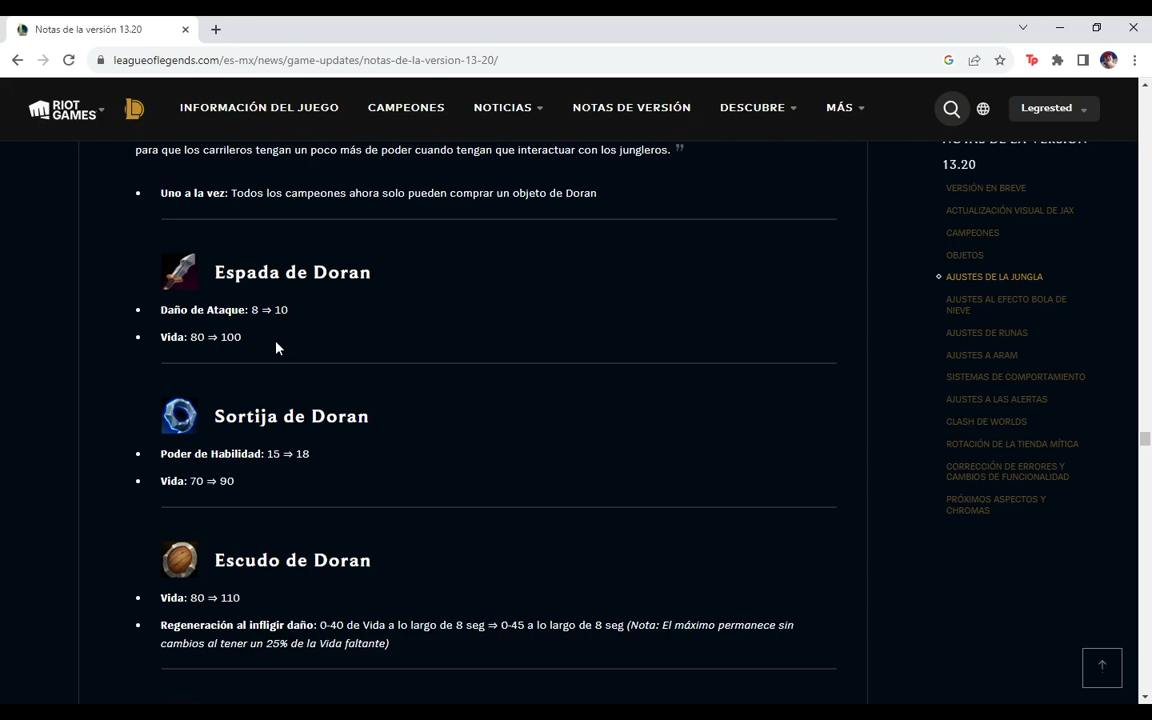 Notas de la versión 13.20
leagueoflegends.com/es-mx/news/game-updates/notas-de-la-version-13-20/
RIOT GAMES
INFORMACIÓN DEL JUEGO
CAMPEONES
NOTICIAS
NOTAS DE VERSIÓN
DESCUBRE
MÁS
Legrested
para que los carrileros tengan un poco más de poder cuando tengan que interactuar con los jungleros. ”
• Uno a la vez: Todos los campeones ahora solo pueden comprar un objeto de Doran
Espada de Doran
• Daño de Ataque: 8 ⇒ 10
• Vida: 80 ⇒ 100
Sortija de Doran
• Poder de Habilidad: 15 ⇒ 18
• Vida: 70 ⇒ 90
Escudo de Doran
• Vida: 80 ⇒ 110
• Regeneración al infligir daño: 0-40 de Vida a lo largo de 8 seg ⇒ 0-45 a lo largo de 8 seg (Nota: El máximo permanece sin
cambios al tener un 25% de la Vida faltante)
NOTAS DE LA VERSIÓN
13.20
VERSIÓN EN BREVE
ACTUALIZACIÓN VISUAL DE JAX
CAMPEONES
OBJETOS
AJUSTES DE LA JUNGLA
AJUSTES AL EFECTO BOLA DE
NIEVE
AJUSTES DE RUNAS
AJUSTES A ARAM
SISTEMAS DE COMPORTAMIENTO
AJUSTES A LAS ALERTAS
CLASH DE WORLDS
ROTACIÓN DE LA TIENDA MÍTICA
CORRECCIÓN DE ERRORES Y
CAMBIOS DE FUNCIONALIDAD
PRÓXIMOS ASPECTOS Y
CHROMAS